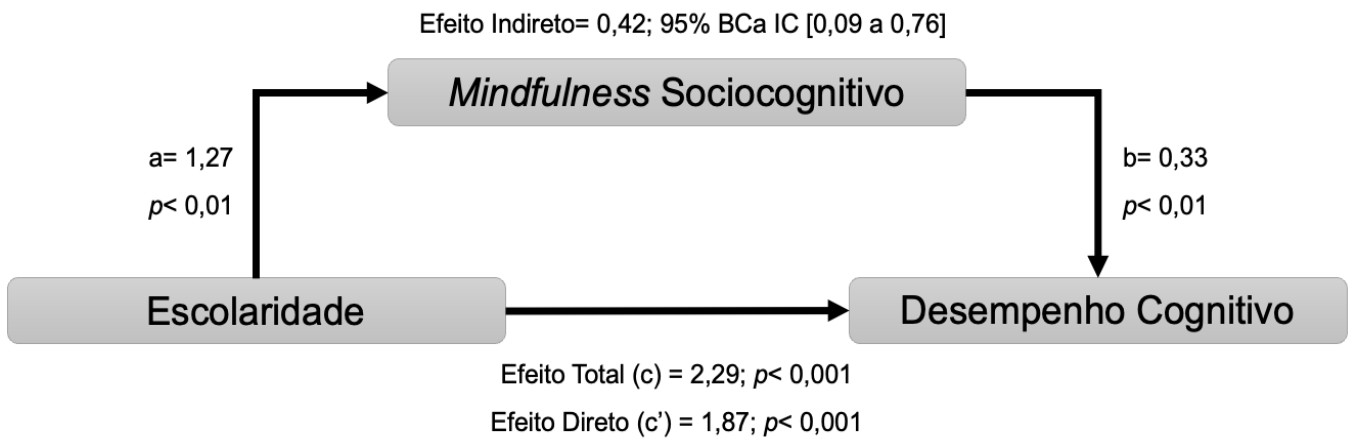 Efeito Indireto= 0,42; 95% BCa IC [0,09 a 0,76]
Mindfulness Sociocognitivo
a= 1,27
p< 0,01
b= 0,33
p< 0,01
Escolaridade
Desempenho Cognitivo
Efeito Total (c) = 2,29; p< 0,001
Efeito Direto (c’) = 1,87; p< 0,001